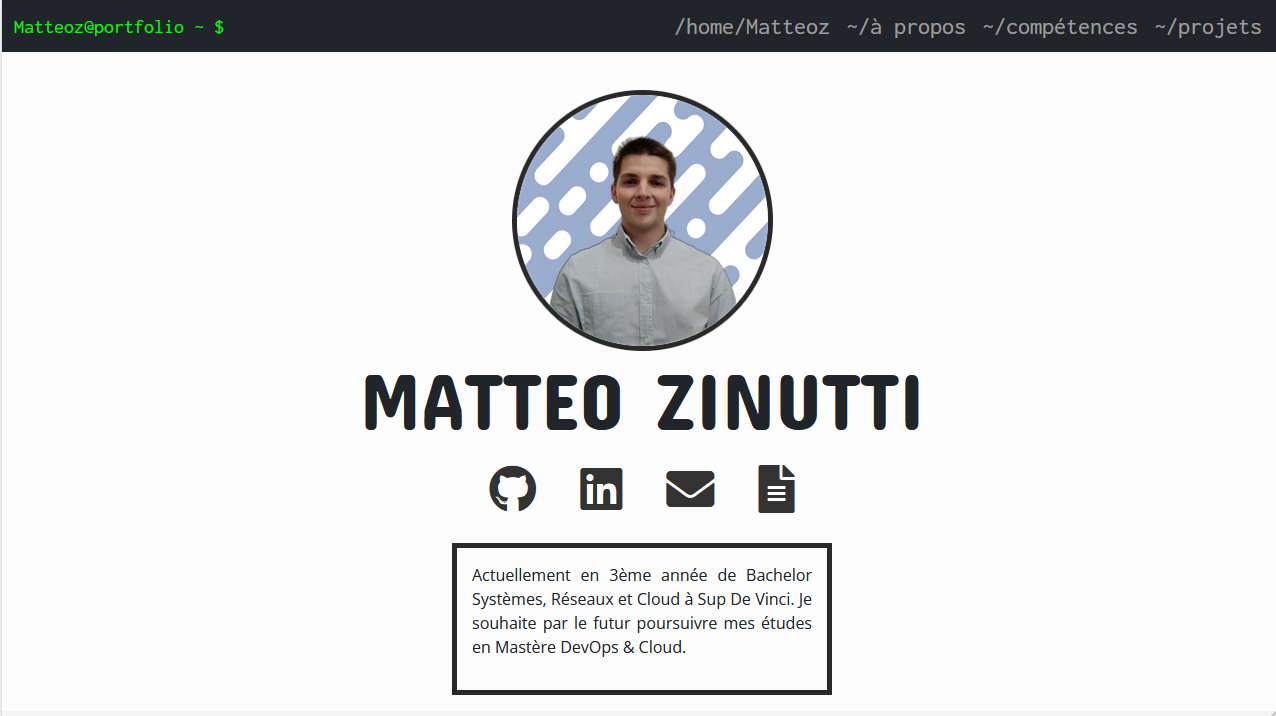 Matteoz@portfolio ~ $
/home/Matteoz ~/à propos ~/compétences ~/projets
MATTEO ZINUTTI
in
Actuellement en 3ème année de Bachelor
Systèmes, Réseaux et Cloud à Sup De Vinci. Je
souhaite par le futur poursuivre mes études
en Mastère DevOps & Cloud.